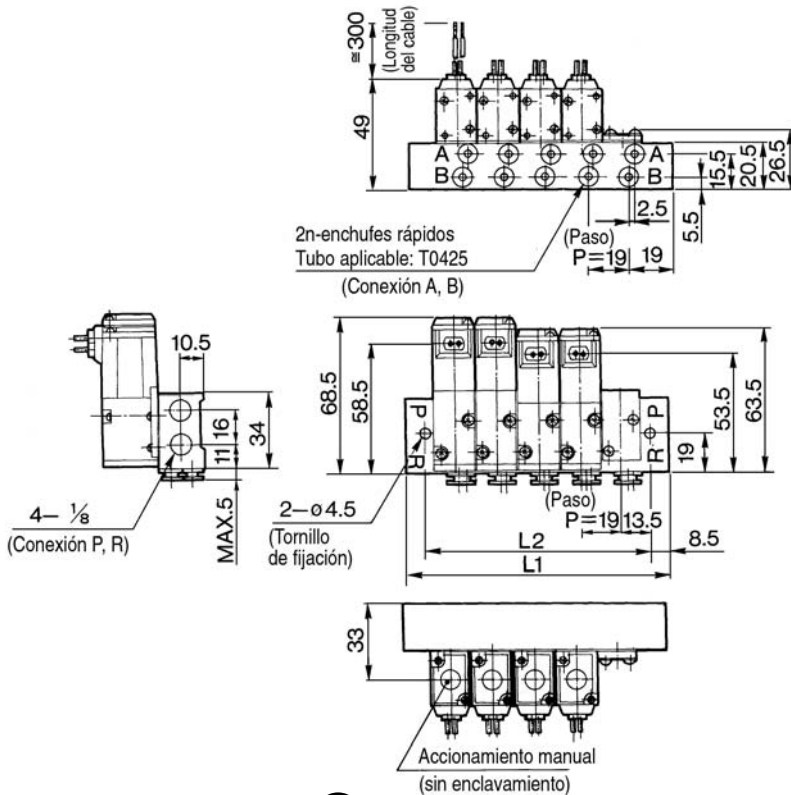 ≅300
(Longitud
del cable)
49
A
A
B
B
15.5
20.5
26.5
2.5
5.5
2n-enchufes rápidos
Tubo aplicable: T0425
(Conexión A, B)
(Paso)
P=19
19
10.5
16
11
34
MAX.5
4– 1/8
(Conexión P, R)
68.5
58.5
P
R
P
R
53.5
63.5
19
2–ø4.5
(Tornillo
de fijación)
(Paso)
P=19
13.5
L2
8.5
L1
33
Accionamiento manual
(sin enclavamiento)